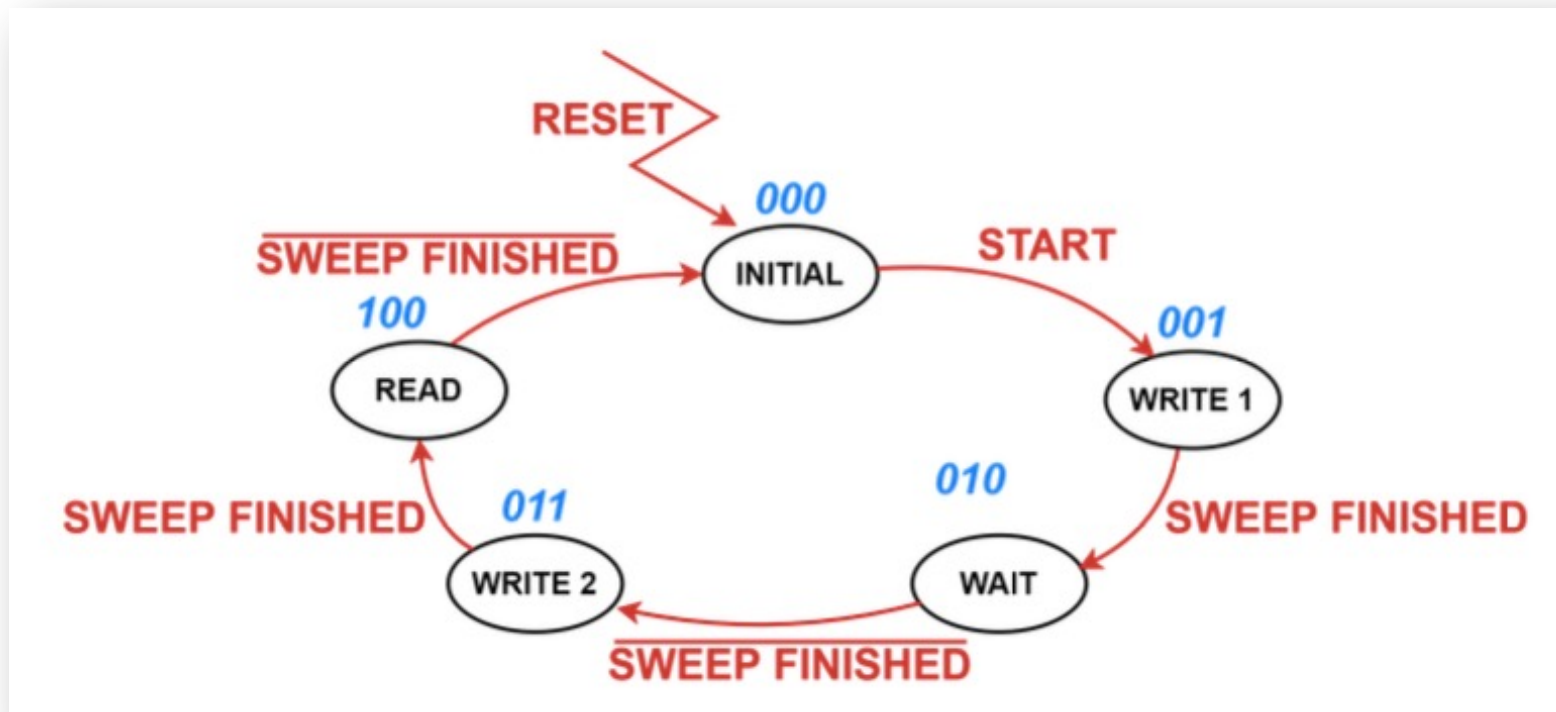 RESET
000
INITIAL
START
SWEEP FINISHED
100
READ
001
WRITE 1
010
SWEEP FINISHED
WAIT
SWEEP FINISHED
011
WRITE 2
SWEEP FINISHED